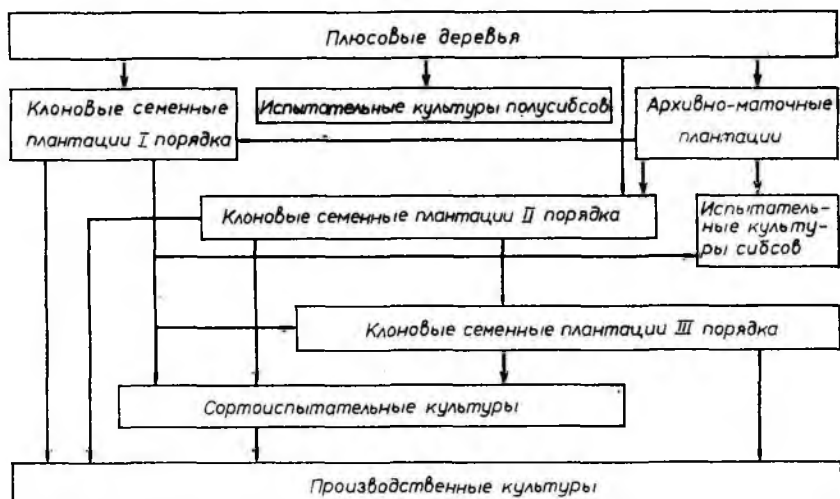 Плюсовые деревья
Клоновые семенные
плантации I порядка
Испытательные культуры полусибсов
Архивно-маточные
плантации
Клоновые семенные плантации II порядка
Испытатель-
ные культу-
ры сибсов
Клоновые семенные плантации III порядка
Сортоиспытательные культуры
Производственные культуры